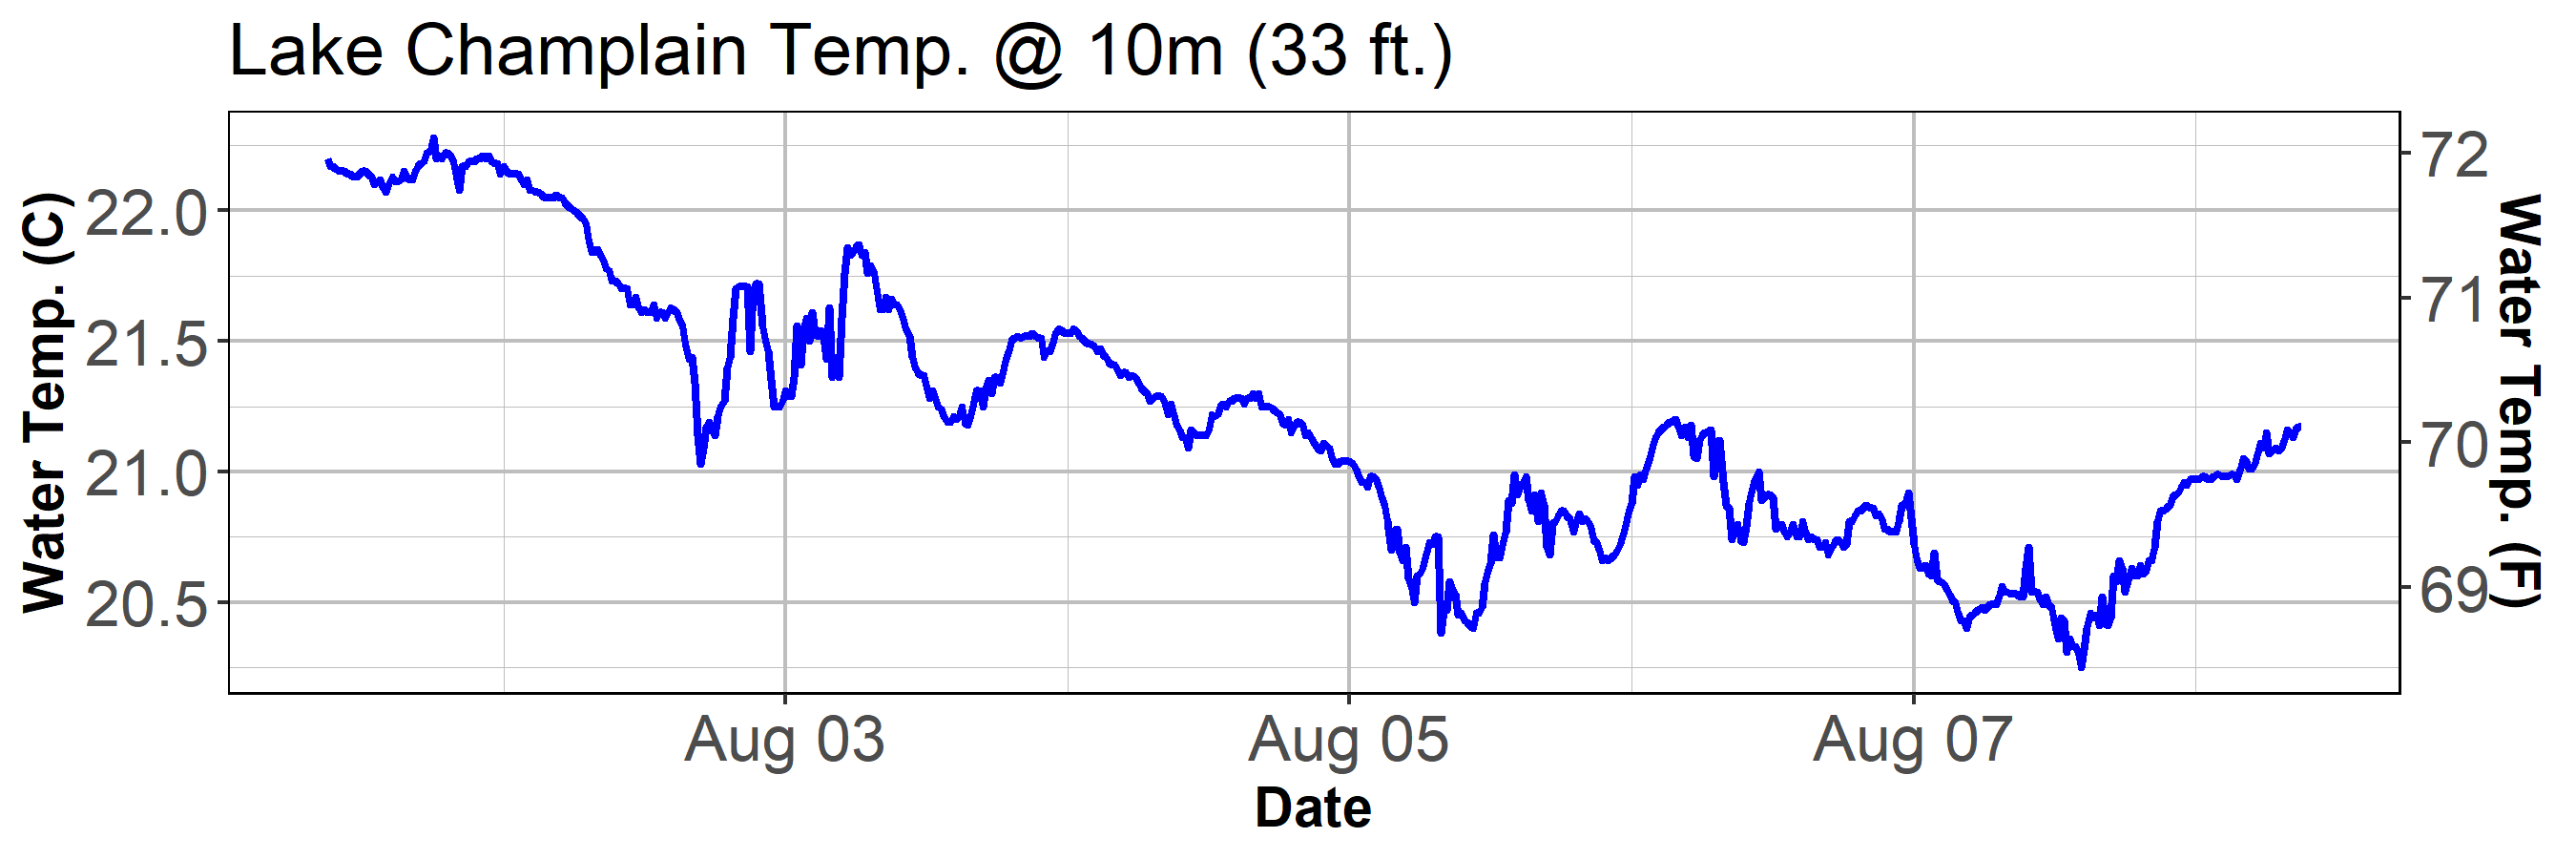 Lake Champlain Temp. @ 10m (33 ft.)
Water Temp. (C)
22.0
21.5
21.0
20.5
72
71
70
69
Water Temp. (F)
Aug 03
Aug 05
Aug 07
Date